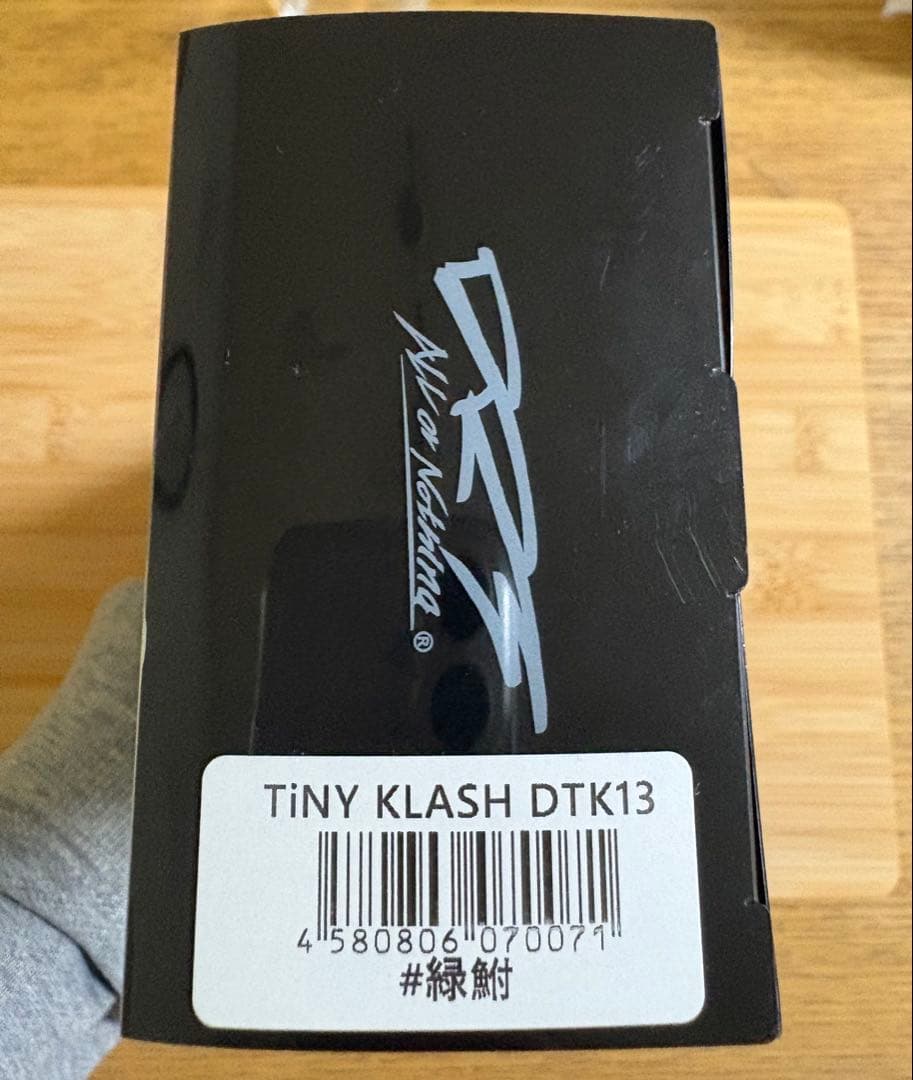 DRT
All or Nothing®
TiNY KLASH DTK13
4 580806 070071
#緑鮒